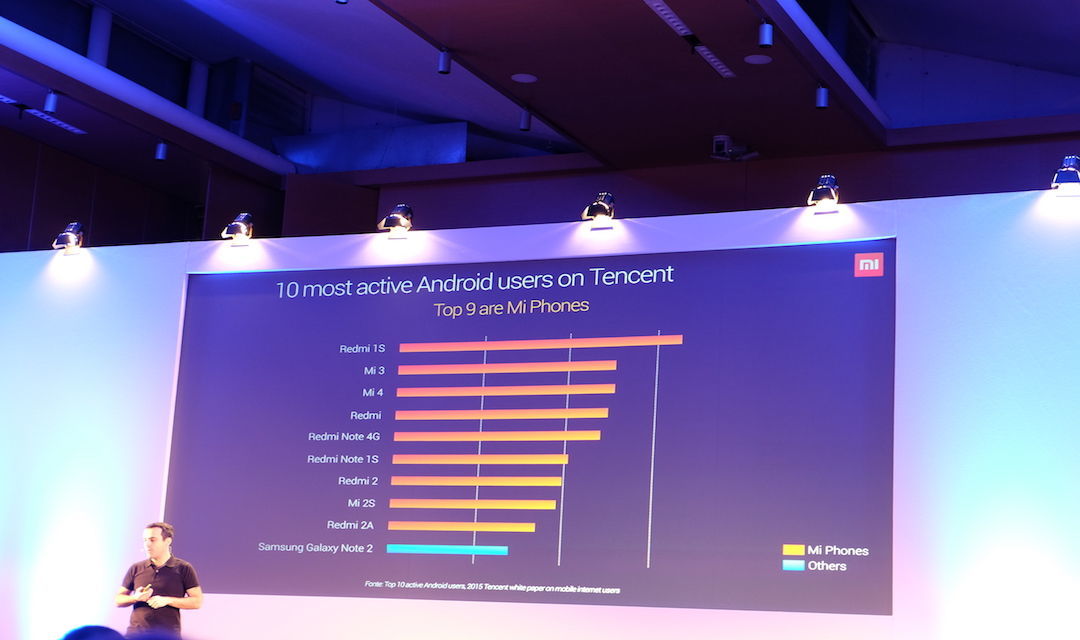 mi
10 most active Android users on Tencent
Top 9 are Mi Phones
Redmi 1S
Mi 3
Mi 4
Redmi
Redmi Note 4G
Redmi Note 1S
Redmi 2
Mi 2S
Redmi 2A
Samsung Galaxy Note 2
Mi Phones
Others
Fonte: Top 10 active Android users, 2015 Tencent white paper on mobile internet users